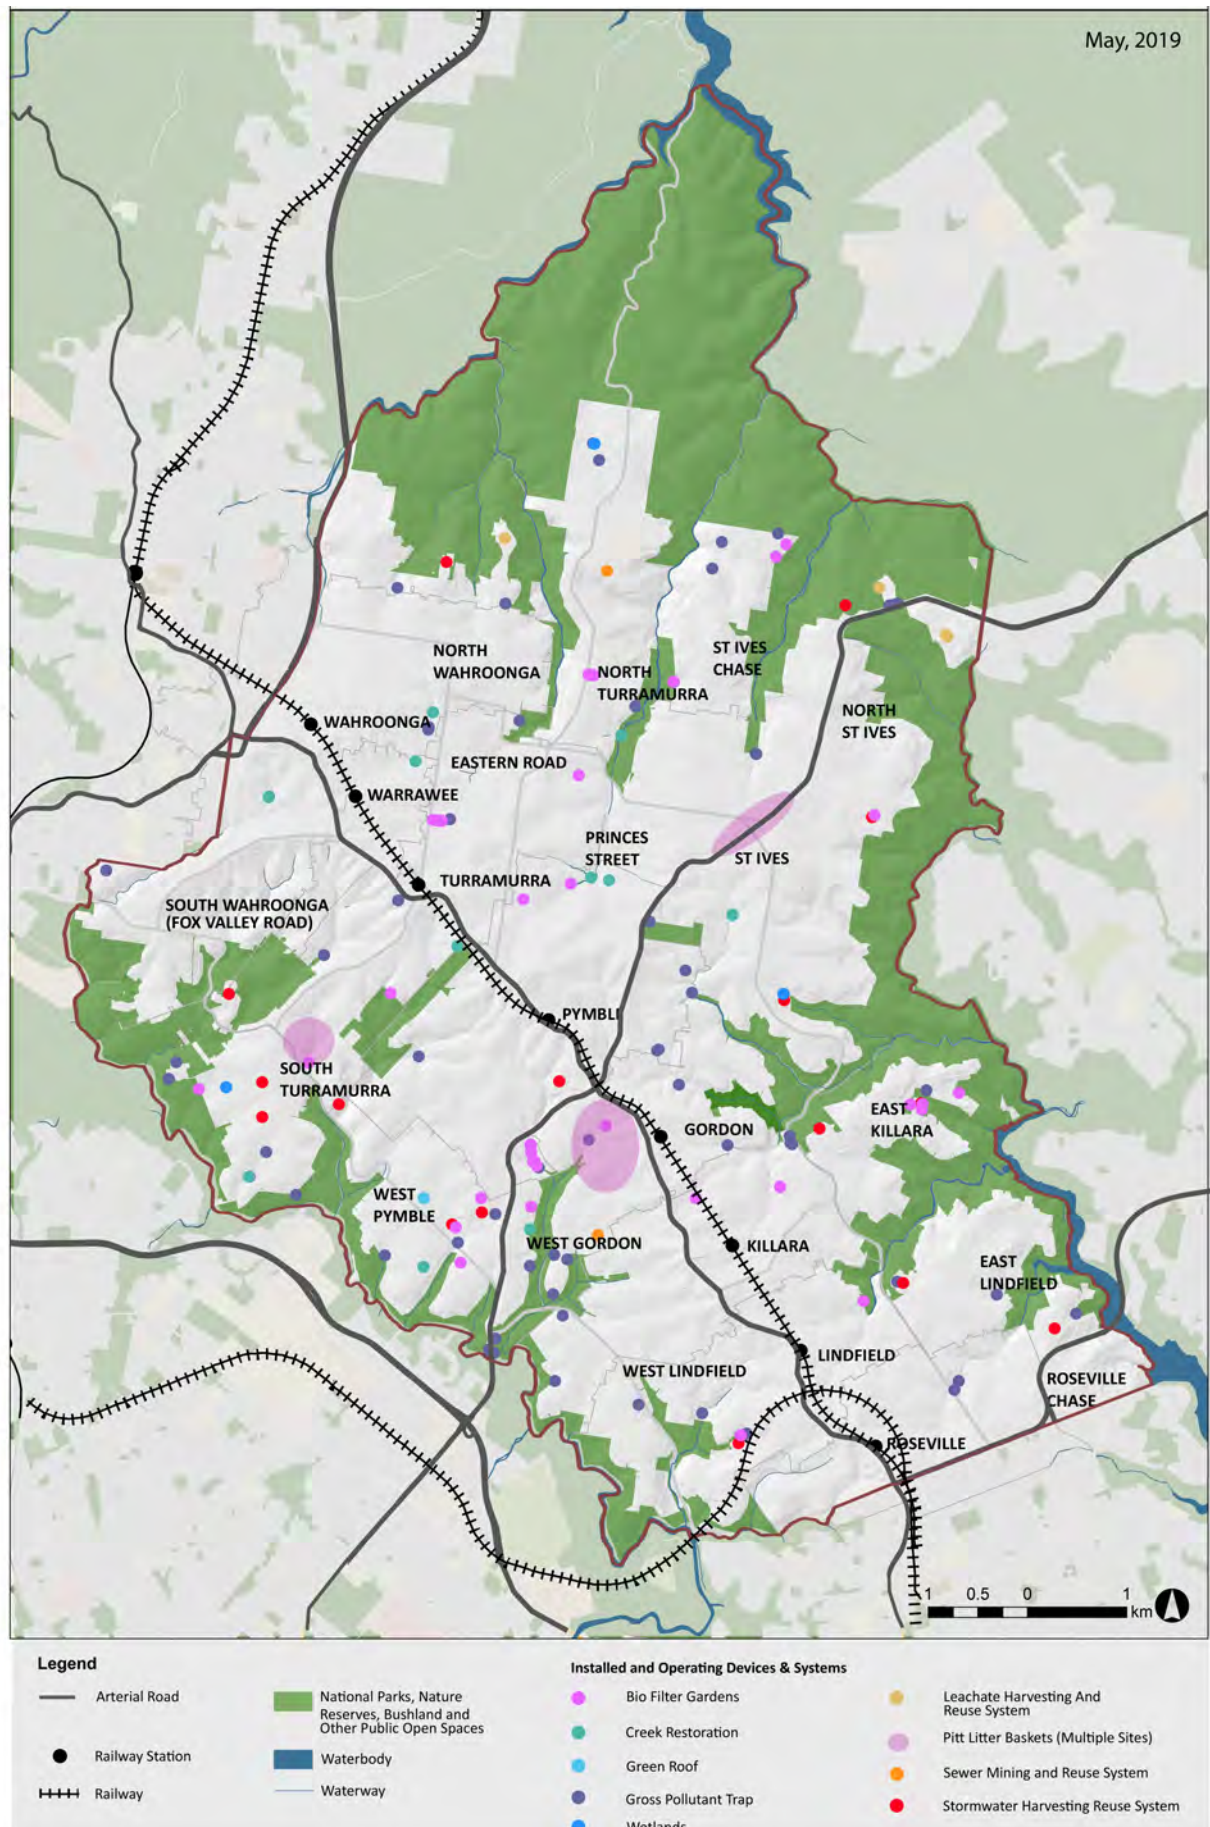 May, 2019
NORTH
WAHROONGA
ST IVES
CHASE
NORTH
TURRAMURRA
NORTH
ST IVES
WAHROONGA
EASTERN ROAD
WARRAWEE
PRINCES
STREET
ST IVES
TURRAMURRA
SOUTH WAHROONGA
(FOX VALLEY ROAD)
PYMBL
SOUTH
TURRAMURRA
EAST
KILLARA
GORDON
WEST
PYMBLE
WEST GORDON
KILLARA
EAST
LINDFIELD
LINDFIELD
WEST LINDFIELD
ROSEVILLE
CHASE
ROSEVILLE
1 0.5 0 1
km
Legend
Arterial Road
Railway Station
Railway
National Parks, Nature
Reserves, Bushland and
Other Public Open Spaces
Waterbody
Waterway
Installed and Operating Devices & Systems
Bio Filter Gardens
Creek Restoration
Green Roof
Gross Pollutant Trap
Wetlands
Leachate Harvesting And
Reuse System
Pitt Litter Baskets (Multiple Sites)
Sewer Mining and Reuse System
Stormwater Harvesting Reuse System